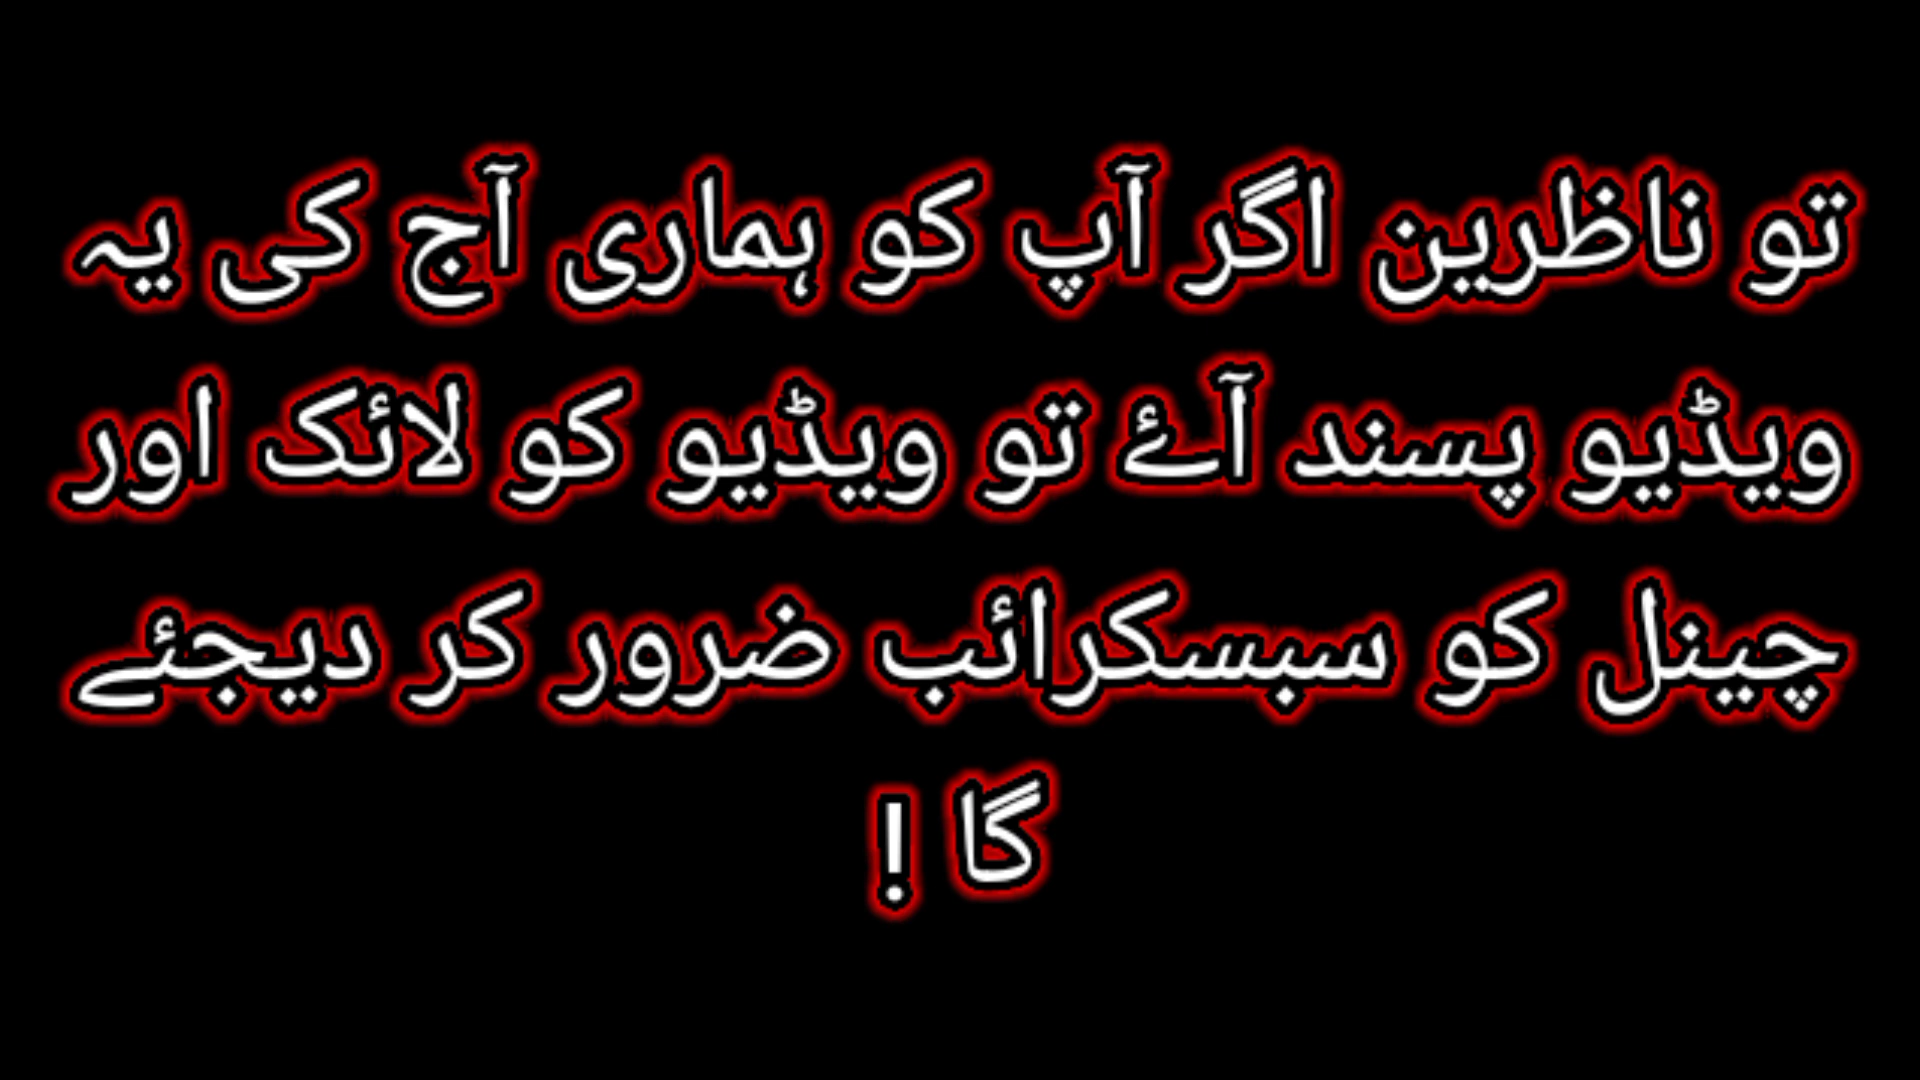 تو ناظرین اگر آپ کو ہماری آج کی یہ
ویڈیو پسند آۓ تو ویڈیو کو لائک اور
چینل کو سبسکرائب ضرور کر دیجئے
گا !